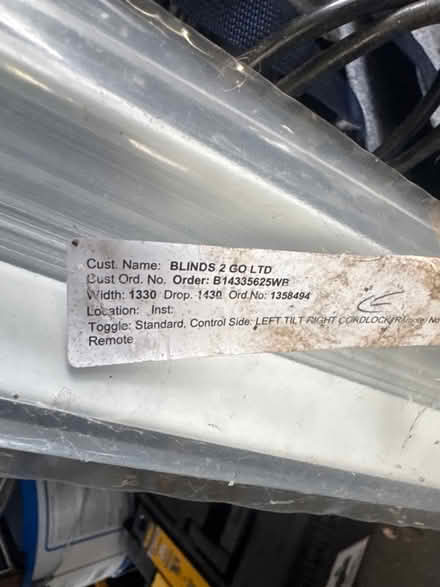 Cust. Name: BLINDS 2 GO LTD
Cust Ord. No. Order: B14335625WB
Width: 1330 Drop. 1430 Ord.No: 1358494
Location: Inst:
Toggle: Standard, Control Side: LEFT TILT RIGHT CORDLOCK No
Remote